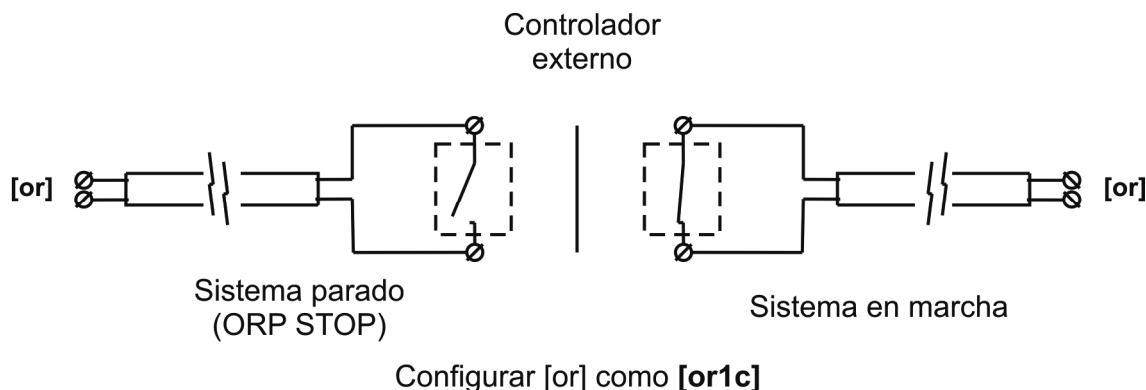 Controlador
externo
[or]
[or]
Sistema parado
(ORP STOP)
Sistema en marcha
Configurar [or] como [or1c]